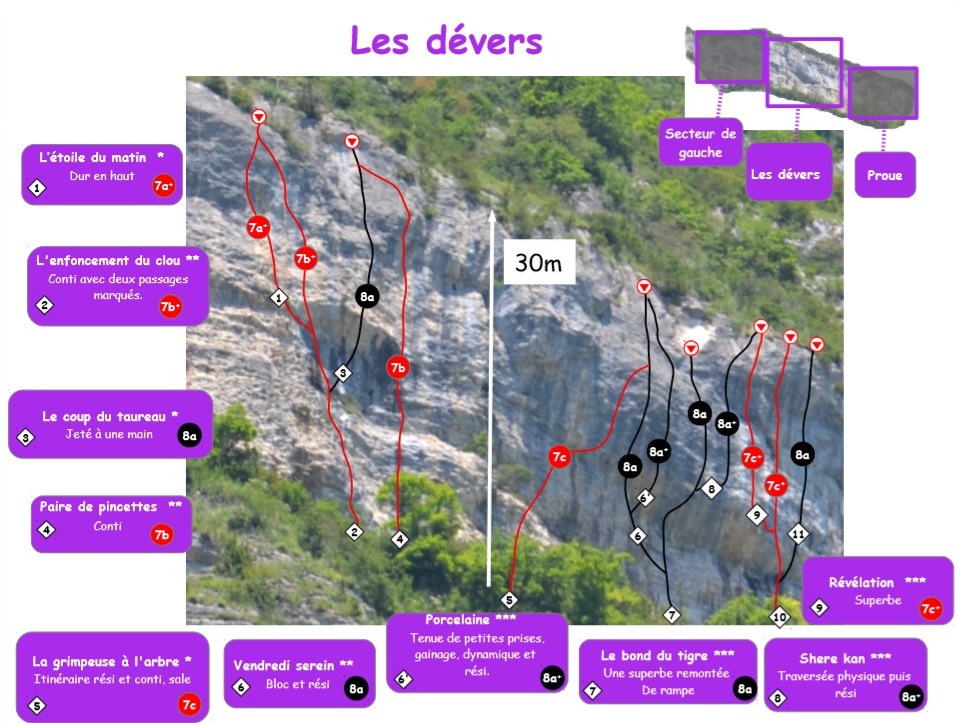 Les dévers
Secteur de
gauche
Les dévers
Proue
L'étoile du matin *
Dur en haut
1
7a+
L'enfoncement du clou **
Conti avec deux passages
marqués.
2
7b+
Le coup du taureau *
Jeté à une main
3
8a
Paire de pincettes **
Conti
4
7b
7a+
7b+
1
8a
3
7b
2
4
30m
7c
5
8a
8a+
6'
6
8a
8a+
8
7
7c+
7c+
8a
9
11
10
Révélation ***
Superbe
9
7c+
La grimpeuse à l'arbre *
Itinéraire rési et conti, sale
5
7c
Vendredi serein **
Bloc et rési
6
8a
Porcelaine ***
Tenue de petites prises,
gainage, dynamique et
rési.
6'
8a+
Le bond du tigre ***
Une superbe remontée
De rampe
7
8a
Shere kan ***
Traversée physique puis
rési
8
8a+